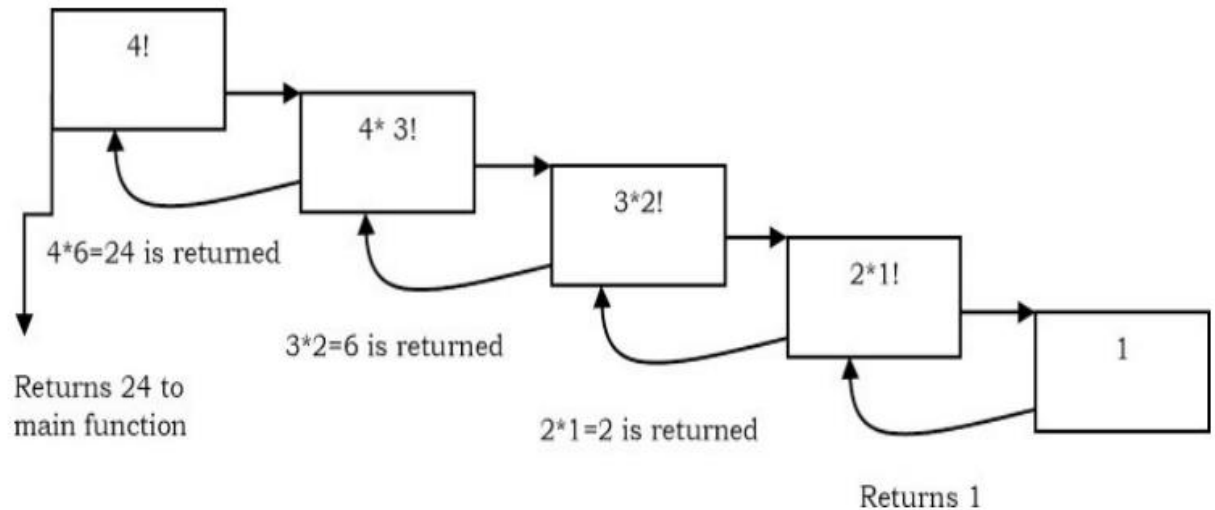 4!
4* 3!
3*2!
2*1!
1
4*6=24 is returned
3*2=6 is returned
2*1=2 is returned
Returns 1
Returns 24 to
main function